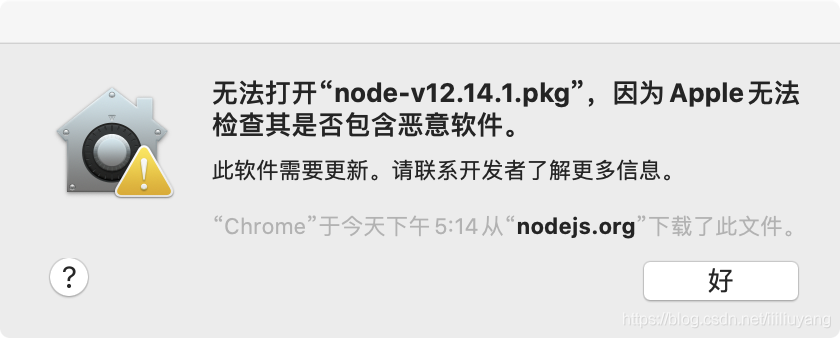 无法打开“node-v12.14.1.pkg”，因为 Apple 无法
检查其是否包含恶意软件。
此软件需要更新。请联系开发者了解更多信息。
“Chrome”于今天下午 5:14 从“nodejs.org”下载了此文件。
?
好
https://blog.csdn.net/iiiliuyang